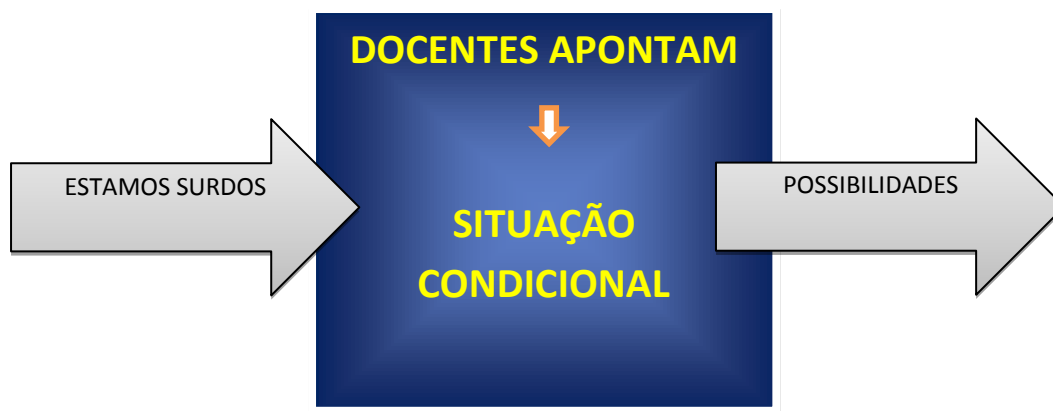 DOCENTES APONTAM
ESTAMOS SURDOS
SITUAÇÃO
CONDICIONAL
POSSIBILIDADES